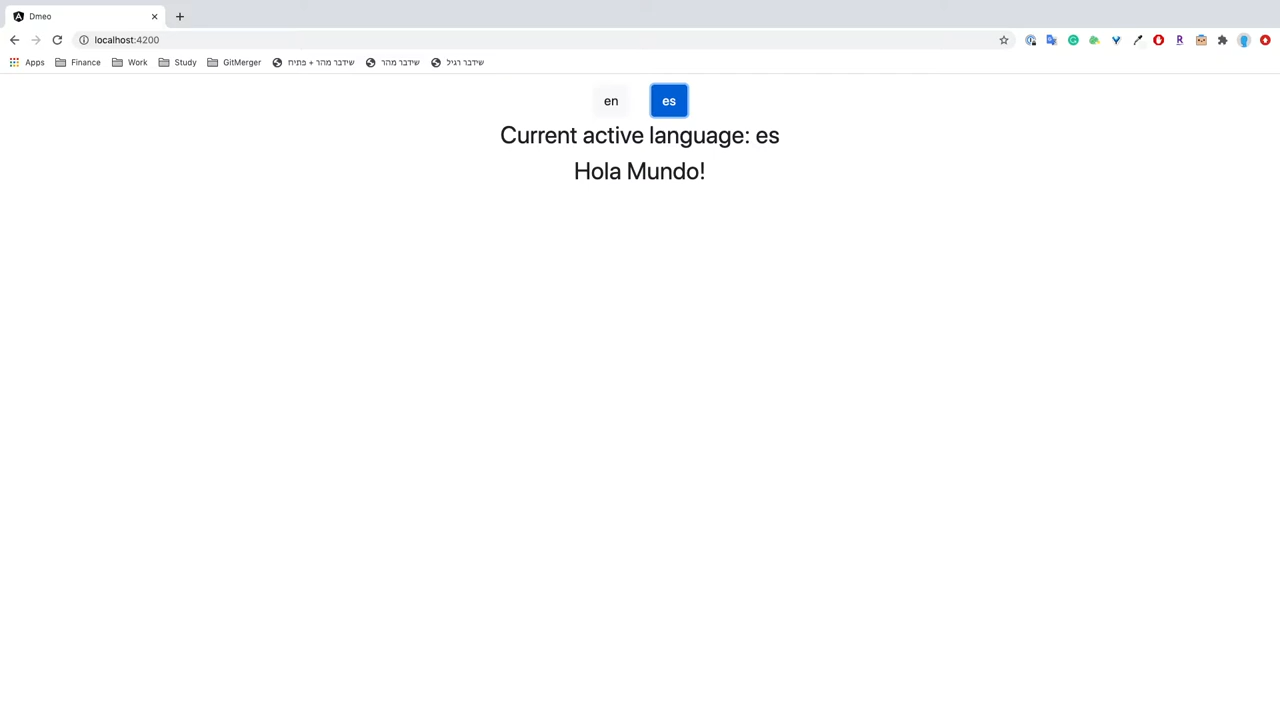 Dmeo
localhost:4200
Apps Finance Work Study GitMerger שידבר מהר + פתיח שידבר מהר שידבר רגיל
en es
Current active language: es
Hola Mundo!